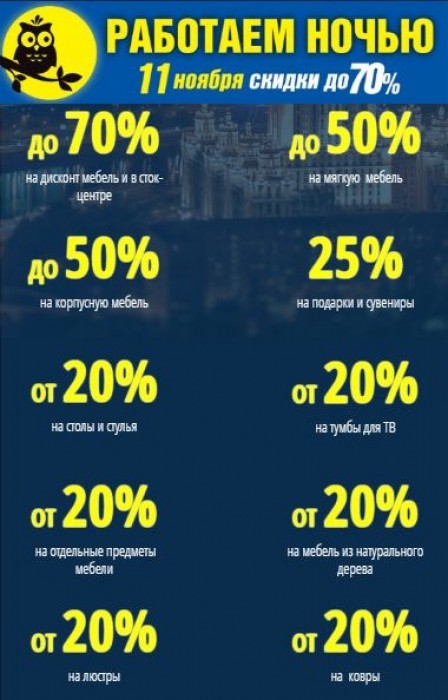 РАБОТАЕМ НОЧЬЮ
11 ноября скидки до 70%
до 70%
на дисконт мебель и в сток-
центре
до 50%
на мягкую мебель
до 50%
на корпусную мебель
25%
на подарки и сувениры
от 20%
на столы и стулья
от 20%
на тумбы для ТВ
от 20%
на отдельные предметы
мебели
от 20%
на мебель из натурального
дерева
от 20%
на люстры
от 20%
на ковры